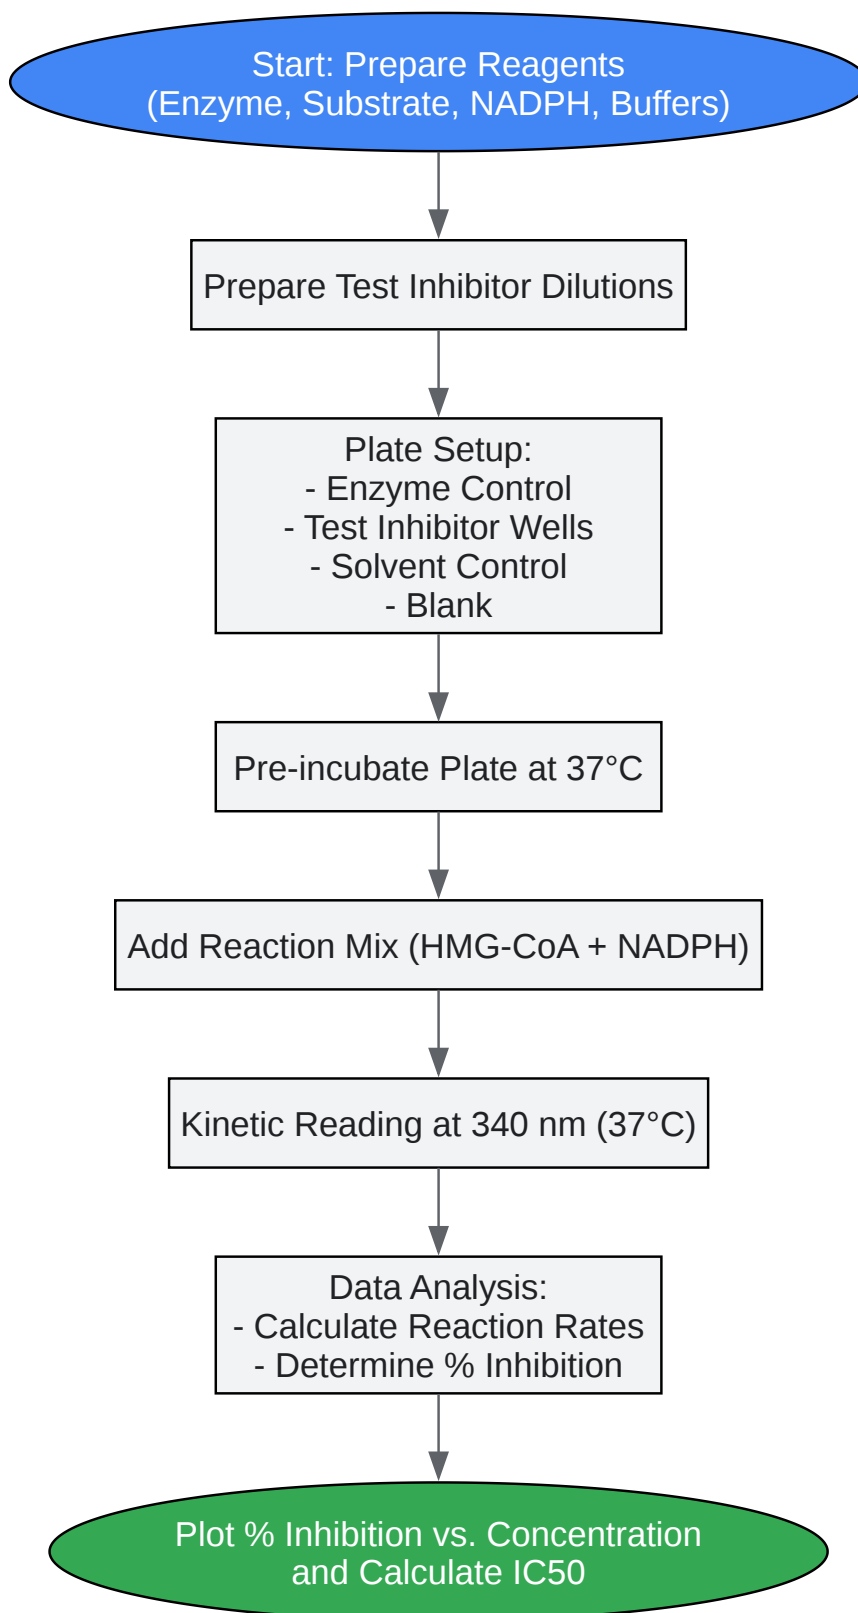 Start: Prepare Reagents
(Enzyme, Substrate, NADPH, Buffers)
Prepare Test Inhibitor Dilutions
Plate Setup:
- Enzyme Control
- Test Inhibitor Wells
- Solvent Control
- Blank
Pre-incubate Plate at 37°C
Add Reaction Mix (HMG-CoA + NADPH)
Kinetic Reading at 340 nm (37°C)
Data Analysis:
- Calculate Reaction Rates
- Determine % Inhibition
Plot % Inhibition vs. Concentration
and Calculate IC50